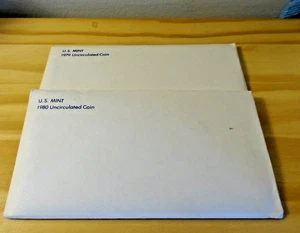 U.S. MINT
1979 Uncirculated Coin
U.S. MINT
1980 Uncirculated Coin